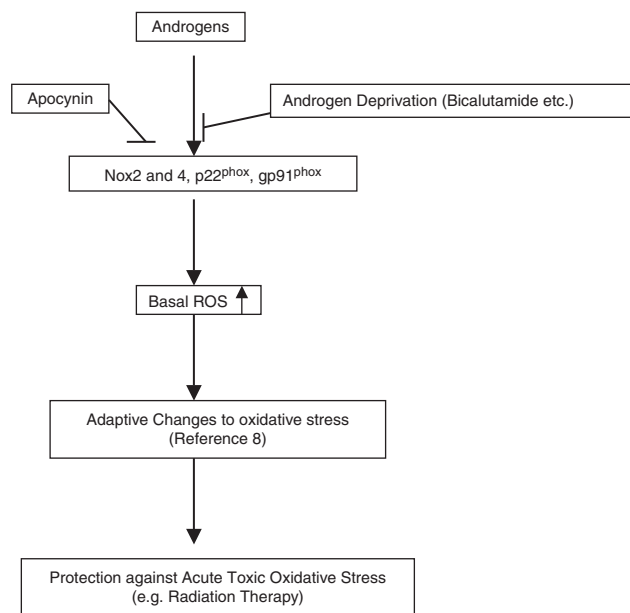 Androgens
Apocynin
Androgen Deprivation (Bicalutamide etc.)
Nox2 and 4, p22phox, gp91phox
Basal ROS
Adaptive Changes to oxidative stress
(Reference 8)
Protection against Acute Toxic Oxidative Stress
(e.g. Radiation Therapy)